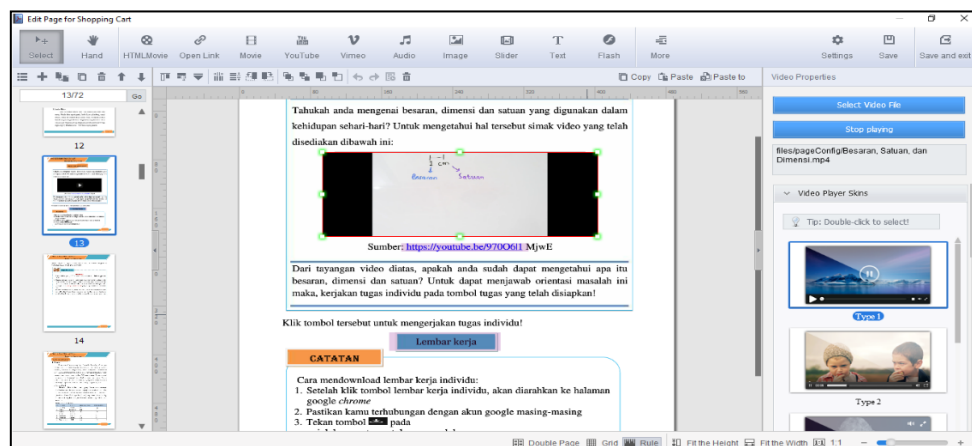 Edit Page for Shopping Cart
Select Hand HTMLMovie Open Link Movie YouTube Vimeo Audio Image Slider Text Flash More Settings Save Save and exit
Copy Paste Paste to Video Properties
13/72 Go
12
13
14
Tahukah anda mengenai besaran, dimensi dan satuan yang digunakan dalam
kehidupan sehari-hari? Untuk mengetahui hal tersebut simak video yang telah
disediakan dibawah ini:
cm
Besaran Satuan
Sumber: https://youtube.be/970O6l1 MjwE
Dari tayangan video diatas, apakah anda sudah dapat mengetahui apa itu
besaran, dimensi dan satuan? Untuk dapat menjawab orientasi masalah ini
maka, kerjakan tugas individu pada tombol tugas yang telah disiapkan!
Klik tombol tersebut untuk mengerjakan tugas individu!
Lembar kerja
CATATAN
Cara mendownload lembar kerja individu:
1. Setelah klik tombol lembar kerja individu, akan diarahkan ke halaman
google chrome
2. Pastikan kamu terhubungan dengan akun google masing-masing
3. Tekan tombol pada
Select Video File
Stop playing
files/pageConfig/Besaran, Satuan, dan
Dimensi.mp4
Video Player Skins
Tip: Double-click to select!
Type 1
Type 2
Double Page Grid Rule Fit the Height Fit the Width 1:1